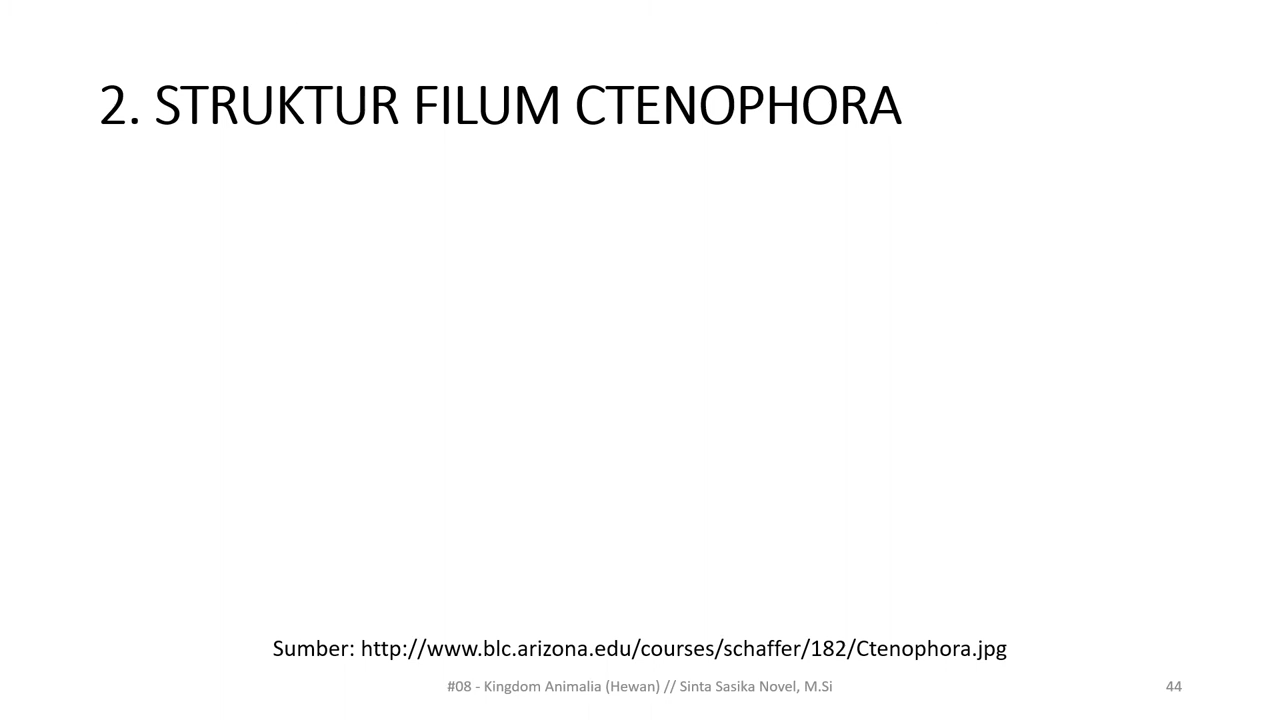 2. STRUKTUR FILUM CTENOPHORA
Sumber: http://www.blc.arizona.edu/courses/schaffer/182/Ctenophora.jpg
#08 - Kingdom Animalia (Hewan) // Sinta Sasika Novel, M.Si
44